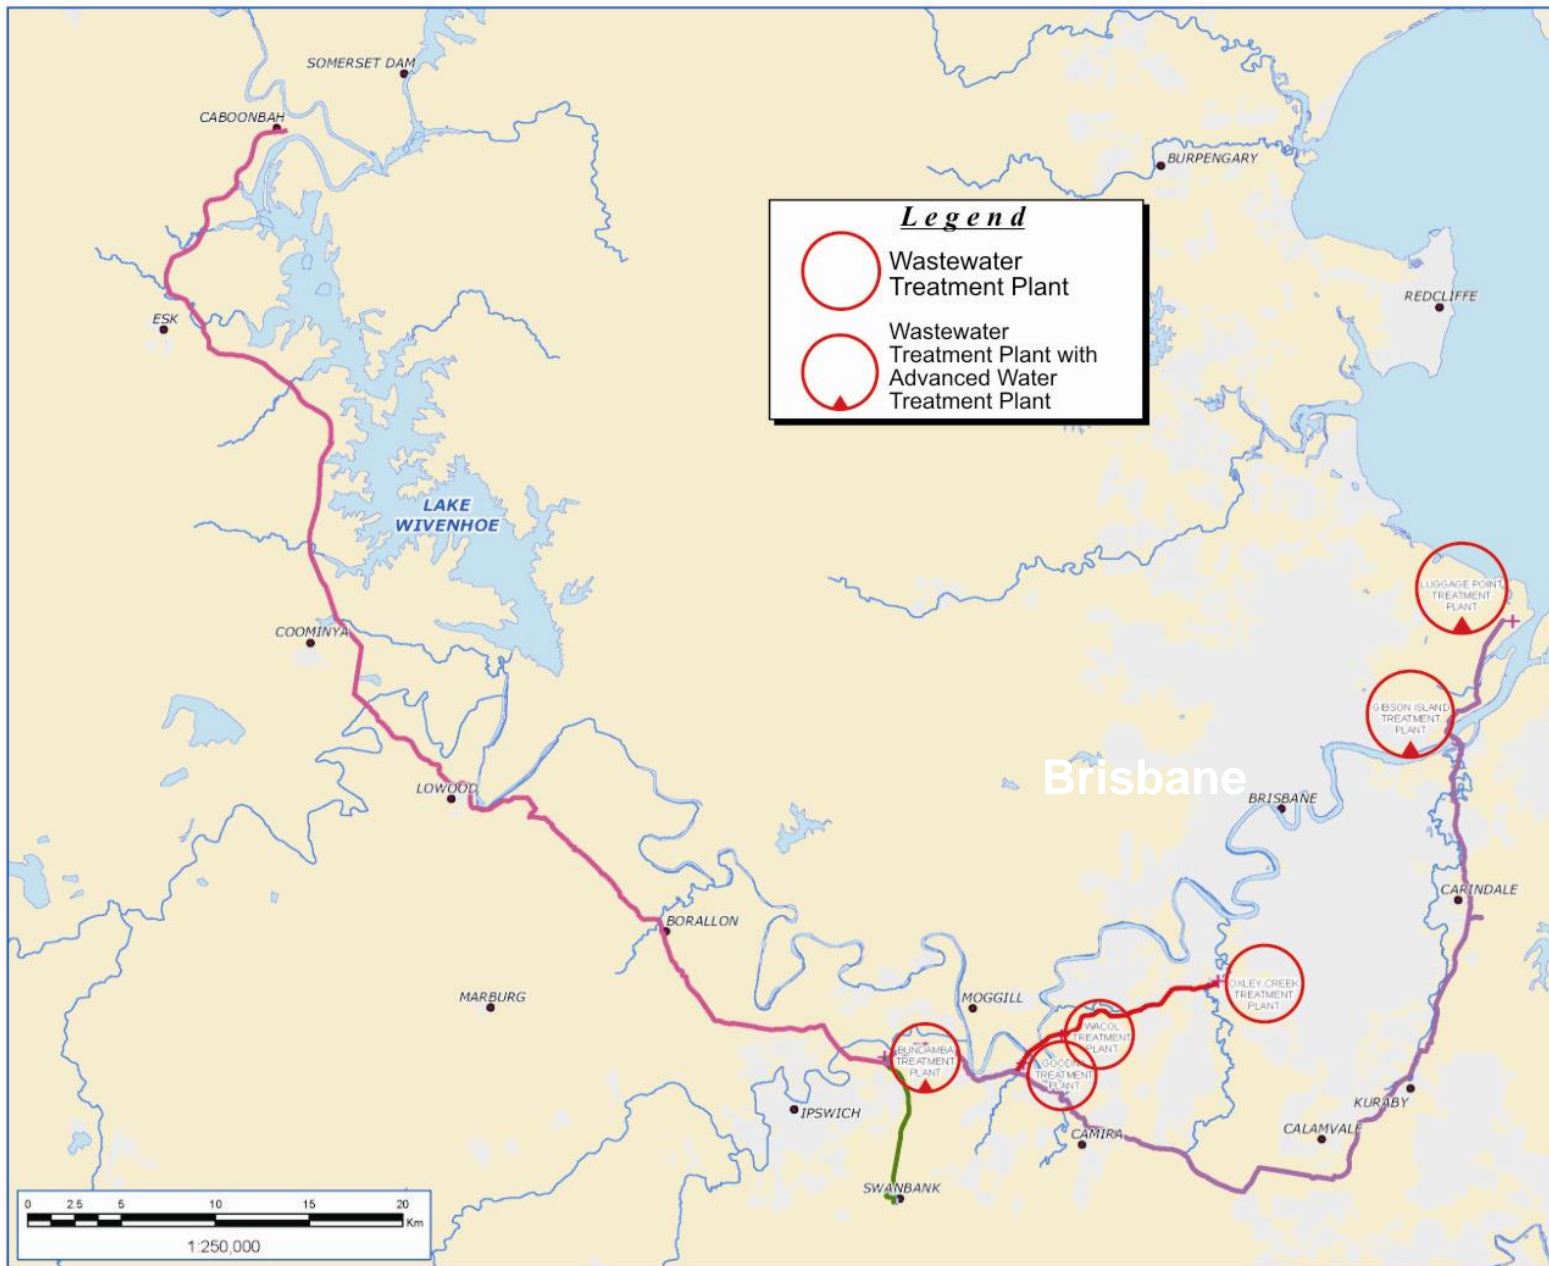 SOMERSET DAM
CABOONBAH
BURPENGARY
Legend
Wastewater
Treatment Plant
Wastewater
Treatment Plant with
Advanced Water
Treatment Plant
REDCLIFFE
ESK
LAKE
WIVENHOE
LUGGAGE POINT
TREATMENT
PLANT
COOMINYA
GIBSON ISLAND
TREATMENT
PLANT
Brisbane
LOWOOD
BRISBANE
CARINDALE
BORALLON
MARBURG
MOGGILL
OXLEY CREEK
TREATMENT
PLANT
WACOL
TREATMENT
PLANT
BUNDAMBA
TREATMENT
PLANT
GOODNA
TREATMENT
PLANT
KURABY
IPSWICH
CALAMVALE
CAMIRA
SWANBANK
0 2.5 5 10 15 20
Km
1:250,000